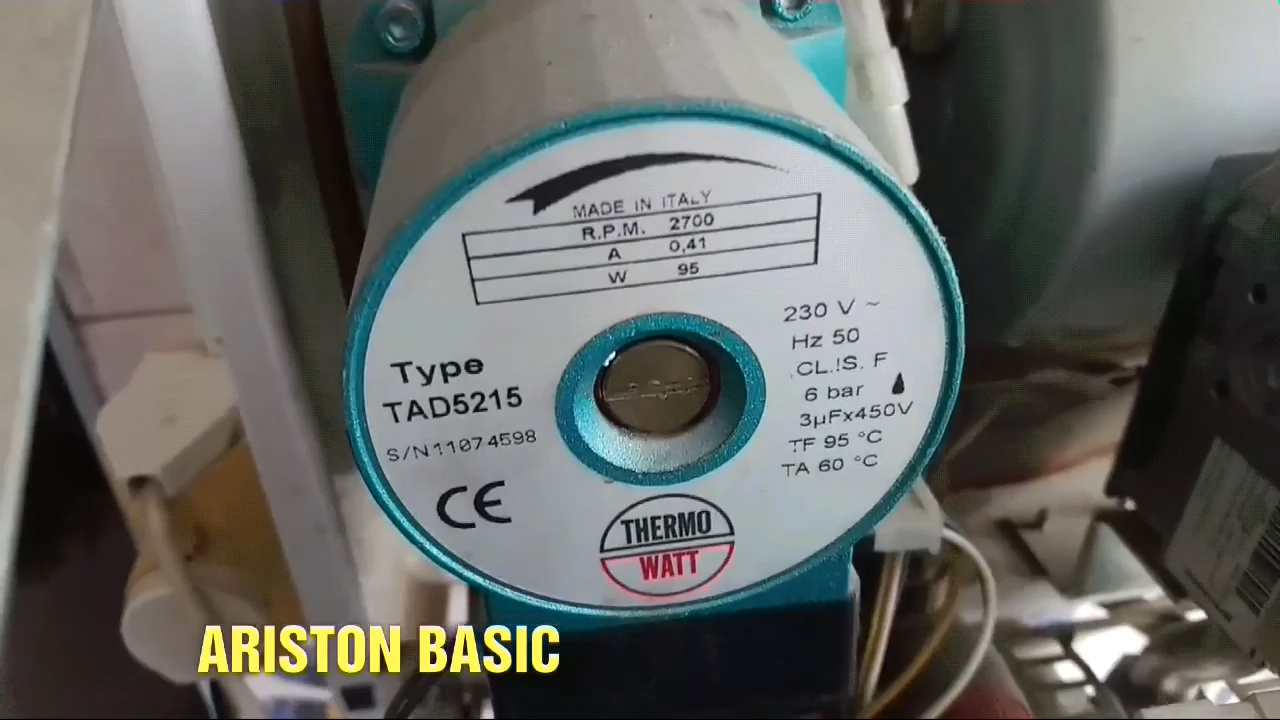 MADE IN ITALY
R.P.M. 2700
A 0,41
W 95
230 V ~
Hz 50
CL.IS. F
6 bar
3µFx450V
TF 95 °C
TA 60 °C
Type
TAD5215
S/N11074598
CE
THERMO
WATT
ARISTON BASIC